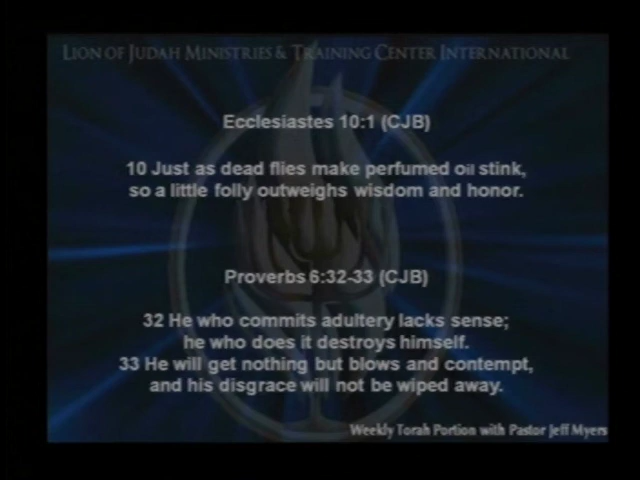 Lion of Judah Ministries & Training Center International
Ecclesiastes 10:1 (CJB)
10 Just as dead flies make perfumed oil stink,
so a little folly outweighs wisdom and honor.
Proverbs 6:32-33 (CJB)
32 He who commits adultery lacks sense;
he who does it destroys himself.
33 He will get nothing but blows and contempt,
and his disgrace will not be wiped away.
Weekly Torah Portion with Pastor Jeff Myers